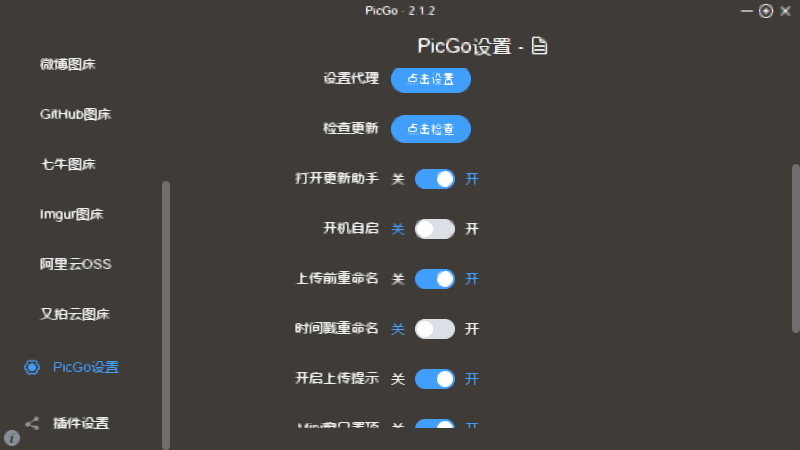 PicGo - 2.1.2
微博图床
GitHub图床
七牛图床
Imgur图床
阿里云OSS
又拍云图床
PicGo设置
插件设置
PicGo设置 -
设置代理 点击设置
检查更新 点击检查
打开更新助手 关 开
开机自启 关 开
上传前重命名 关 开
时间戳重命名 关 开
开启上传提示 关 开
Mini窗口置顶 关 开